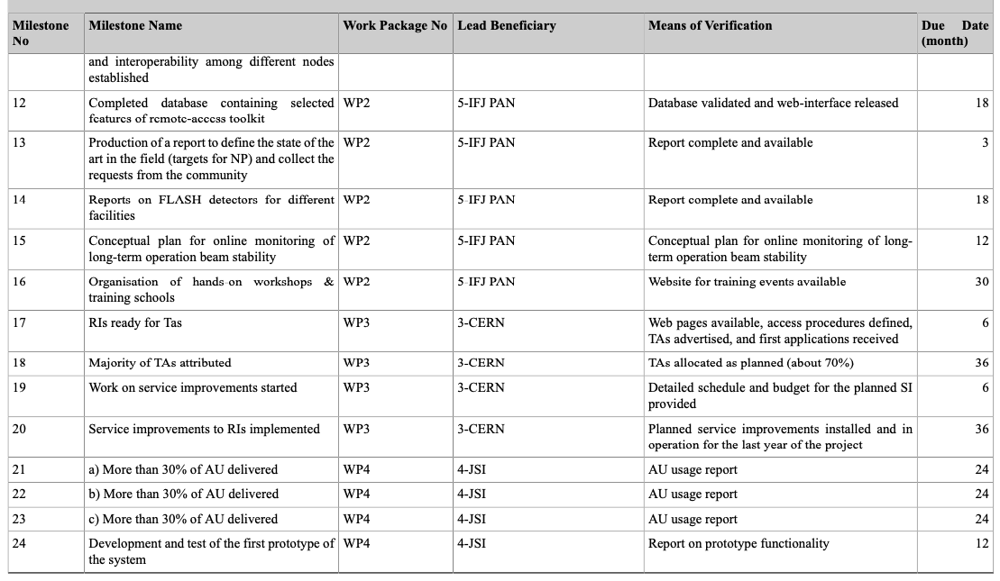 Milestone No | Milestone Name | Work Package No | Lead Beneficiary | Means of Verification | Due Date (month)
and interoperability among different nodes
established
12 | Completed database containing selected | WP2 | 5-IFJ PAN | Database validated and web-interface released | 18
features of remote-access toolkit
13 | Production of a report to define the state of the | WP2 | 5-IFJ PAN | Report complete and available | 3
art in the field (targets for NP) and collect the
requests from the community
14 | Reports on FLASH detectors for different | WP2 | 5-IFJ PAN | Report complete and available | 18
facilities
15 | Conceptual plan for online monitoring of | WP2 | 5-IFJ PAN | Conceptual plan for online monitoring of long- | 12
long-term operation beam stability | term operation beam stability
16 | Organisation of hands-on workshops & | WP2 | 5-IFJ PAN | Website for training events available | 30
training schools
17 | RIs ready for Tas | WP3 | 3-CERN | Web pages available, access procedures defined, | 6
TAs advertised, and first applications received
18 | Majority of TAs attributed | WP3 | 3-CERN | TAs allocated as planned (about 70%) | 36
19 | Work on service improvements started | WP3 | 3-CERN | Detailed schedule and budget for the planned SI | 6
provided
20 | Service improvements to RIs implemented | WP3 | 3-CERN | Planned service improvements installed and in | 36
operation for the last year of the project
21 | a) More than 30% of AU delivered | WP4 | 4-JSI | AU usage report | 24
22 | b) More than 30% of AU delivered | WP4 | 4-JSI | AU usage report | 24
23 | c) More than 30% of AU delivered | WP4 | 4-JSI | AU usage report | 24
24 | Development and test of the first prototype of | WP4 | 4-JSI | Report on prototype functionality | 12
the system